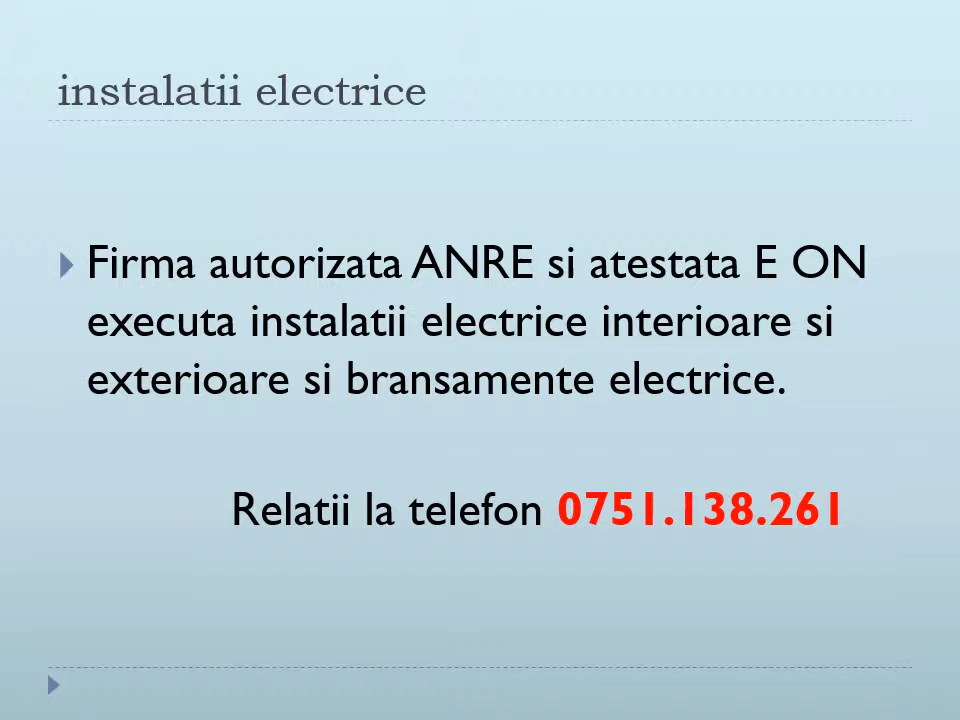 instalatii electrice
Firma autorizata ANRE si atestata E ON
executa instalatii electrice interioare si
exterioare si bransamente electrice.
Relatii la telefon 0751.138.261